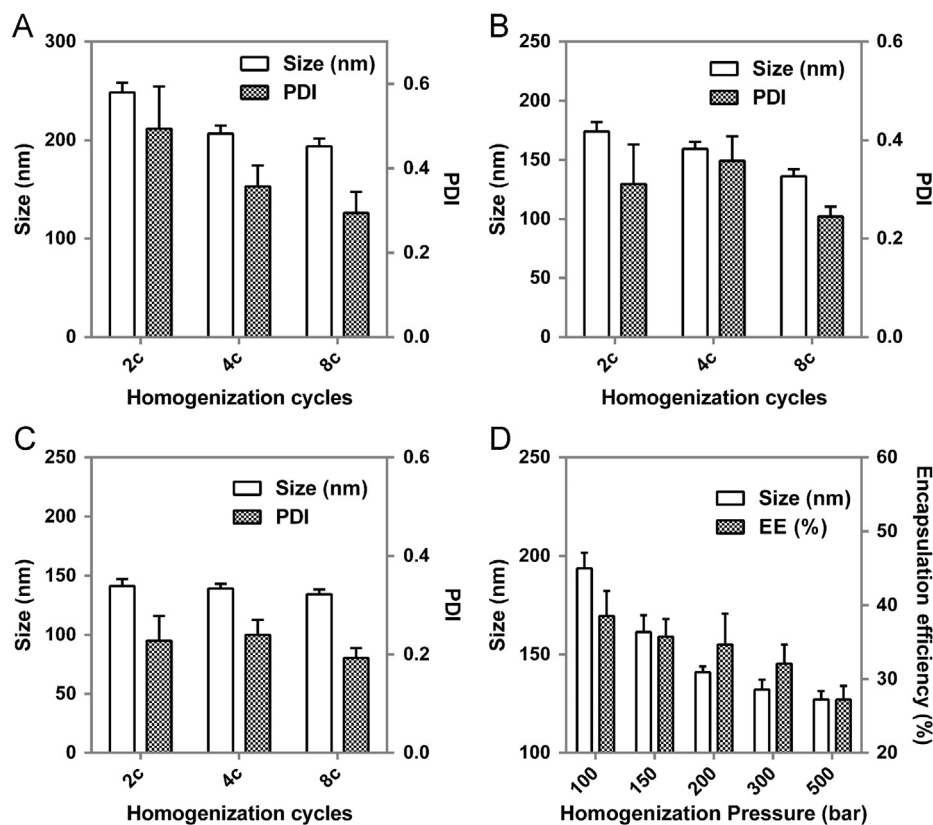 A
300
250
200
100
0
Size (nm)
Size (nm)
PDI
0.6
0.4
0.2
0.0
PDI
2c
4c
8c
Homogenization cycles
B
250
200
150
100
50
0
Size (nm)
Size (nm)
PDI
0.6
0.4
0.2
0.0
PDI
2c
4c
8c
Homogenization cycles
C
250
200
150
100
50
0
Size (nm)
Size (nm)
PDI
0.6
0.4
0.2
0.0
PDI
2c
4c
8c
Homogenization cycles
D
250
200
150
100
Size (nm)
Size (nm)
EE (%)
60
50
40
30
20
Encapsulation efficiency
(%)
100
150
200
300
500
Homogenization Pressure (bar)